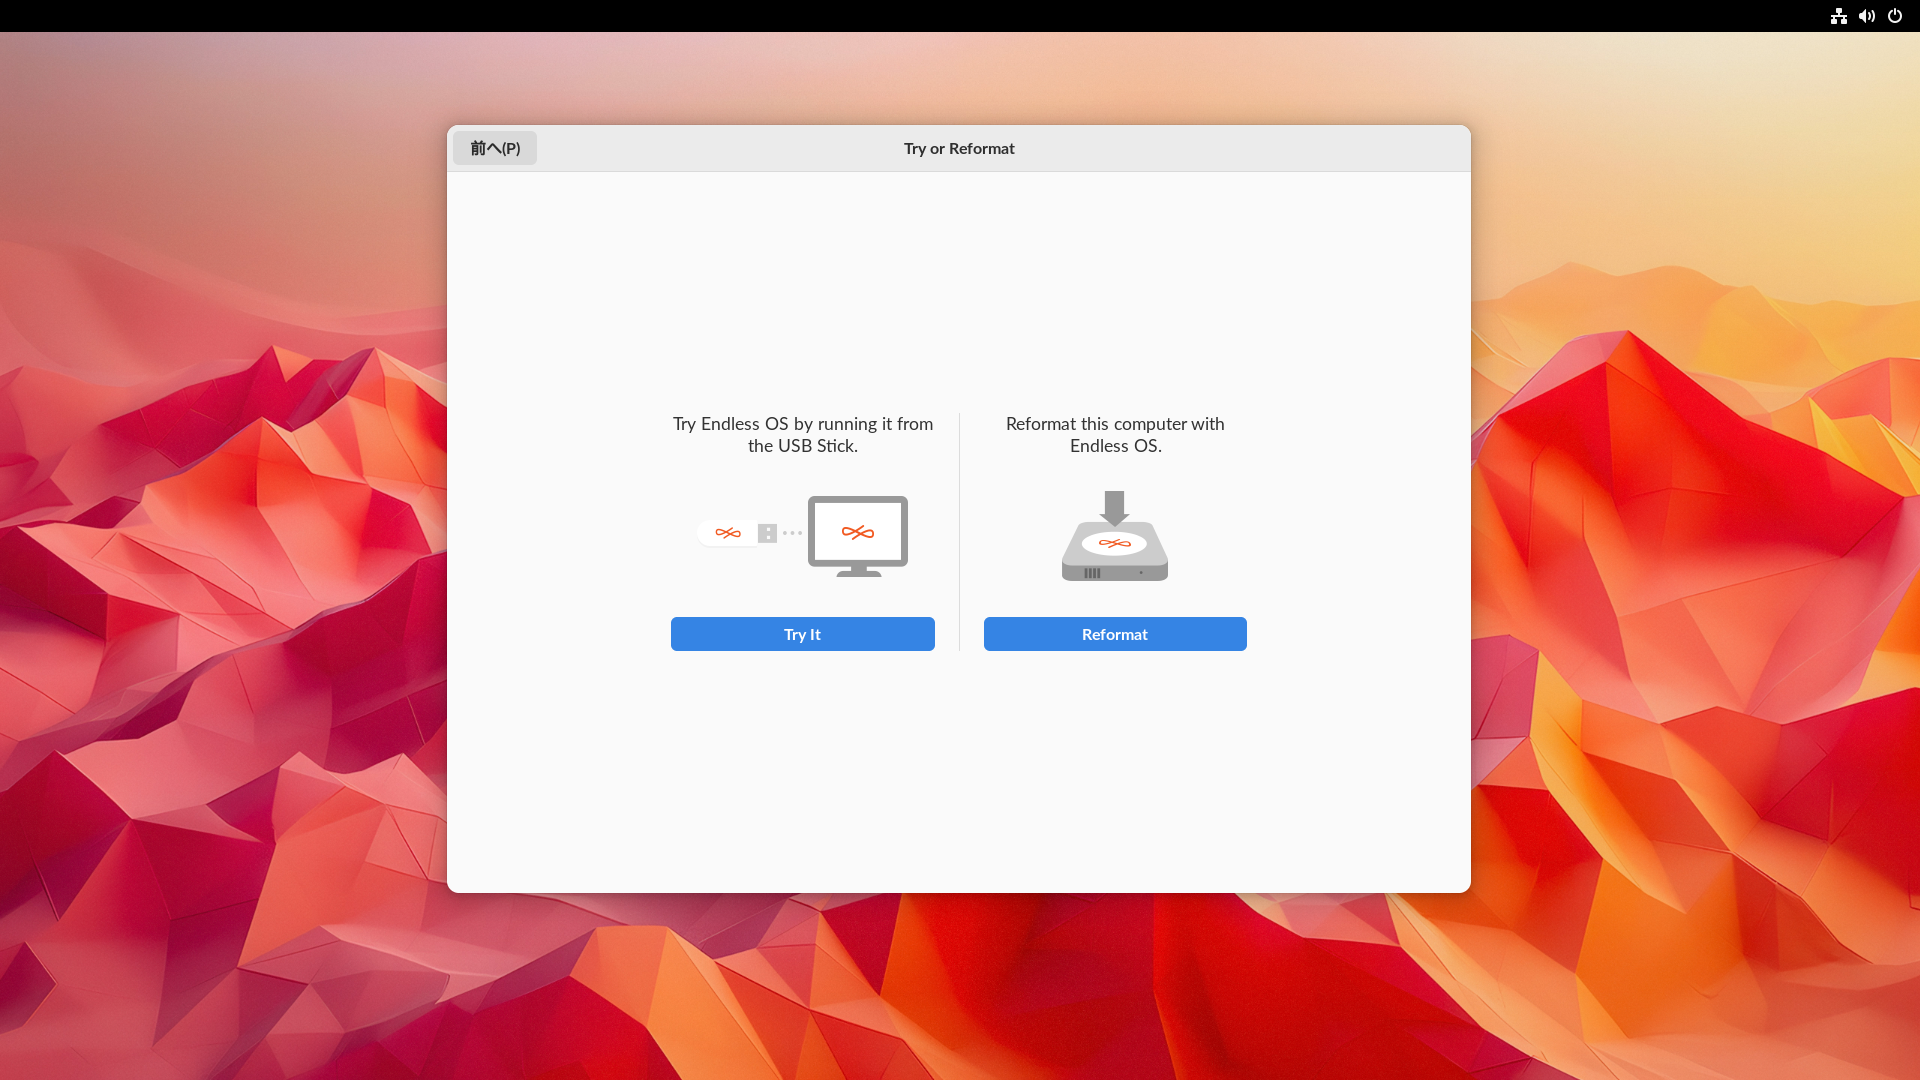 前へ(P)
Try or Reformat
Try Endless OS by running it from
the USB Stick.
Reformat this computer with
Endless OS.
Try It
Reformat